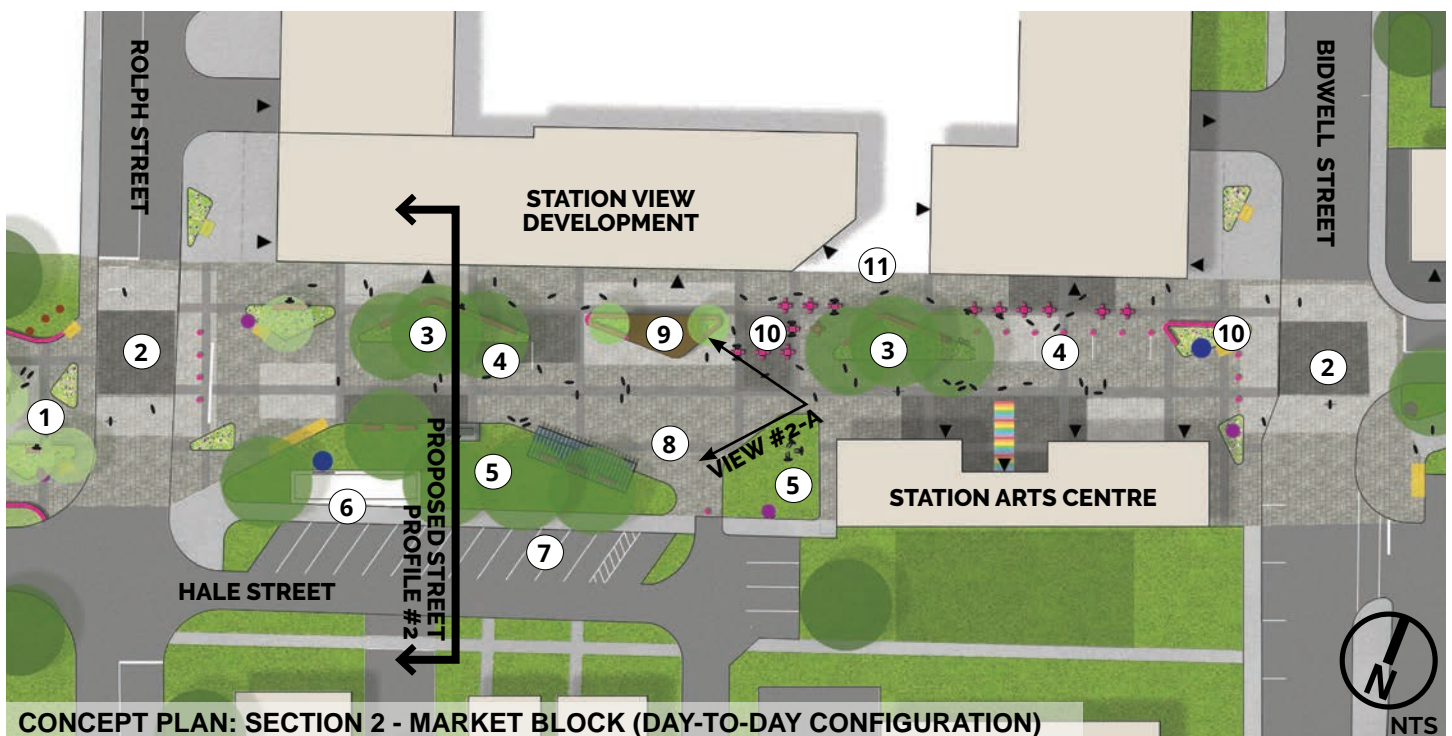 ROLPH STREET
BIDWELL STREET
STATION VIEW
DEVELOPMENT
11
2
3
4
9
10
3
4
10
2
1
8
VIEW #2-A
5
5
6
7
PROPOSED STREET
PROFILE #2
STATION ARTS CENTRE
HALE STREET
N
NTS
CONCEPT PLAN: SECTION 2 - MARKET BLOCK (DAY-TO-DAY CONFIGURATION)